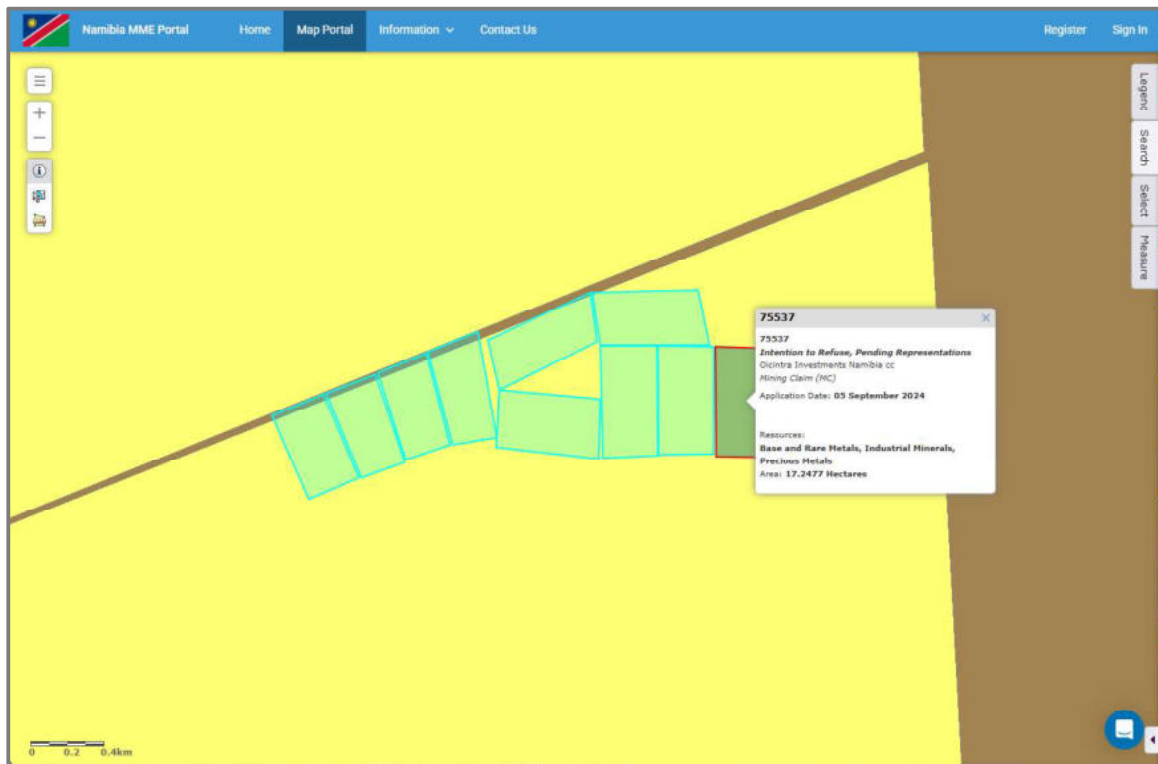 Namibia MME Portal Home Map Portal Information Contact Us Register Sign In
Legend
Search
Select
Measure
75537
75537
Intention to Refuse, Pending Representations
Oicintra Investments Namibia cc
Mining Claim (MC)
Application Date: 05 September 2024
Resources:
Base and Rare Metals, Industrial Minerals,
Precious Metals
Area: 17.2477 Hectares
0 0.2 0.4km